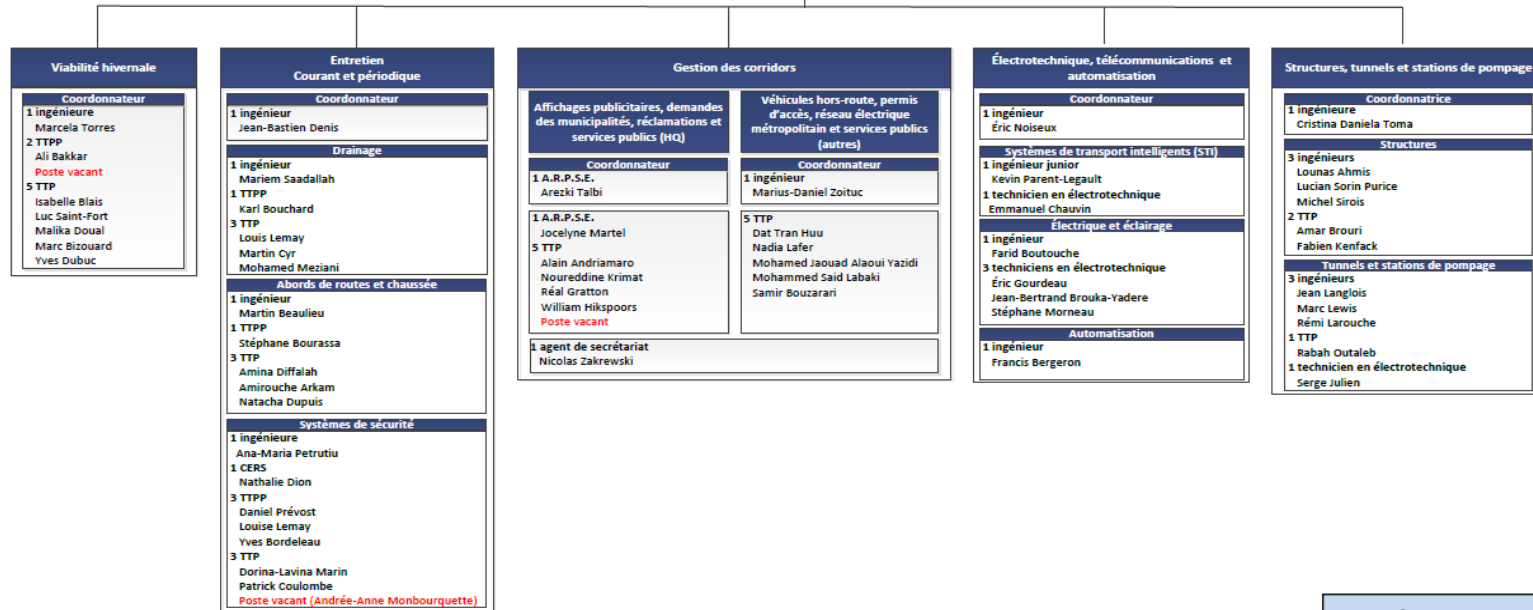 Viabilité hivernale
Coordonnateur
1 ingénieure
Marcela Torres
2 TTPP
Ali Bakkar
Poste vacant
5 TTP
Isabelle Blais
Luc Saint-Fort
Malika Doual
Marc Bizouard
Yves Dubuc
Entretien
Courant et périodique
Coordonnateur
1 ingénieur
Jean-Bastien Denis
Drainage
1 ingénieur
Mariem Saadallah
1 TTPP
Karl Bouchard
3 TTP
Louis Lemay
Martin Cyr
Mohamed Meziani
Abords de routes et chaussée
1 ingénieur
Martin Beaulieu
1 TTPP
Stéphane Bourassa
3 TTP
Amina Diffalah
Amirouche Arkam
Natacha Dupuis
Systèmes de sécurité
1 ingénieure
Ana-Maria Petrutiu
1 CERS
Nathalie Dion
3 TTPP
Daniel Prévost
Louise Lemay
Yves Bordeleau
3 TTP
Dorina-Lavina Marin
Patrick Coulombe
Poste vacant (Andrée-Anne Monbourquette)
Gestion des corridors
Affichages publicitaires, demandes
des municipalités, réclamations et
services publics (HQ)
Coordonnateur
1 A.R.P.S.E.
Arezki Talbi
1 A.R.P.S.E.
Jocelyne Martel
5 TTP
Alain Andriamaro
Noureddine Krimat
Réal Gratton
William Hikspoors
Poste vacant
Véhicules hors-route, permis
d'accès, réseau électrique
métropolitain et services publics
(autres)
Coordonnateur
1 ingénieur
Marius-Daniel Zoituc
5 TTP
Dat Tran Huu
Nadia Lafer
Mohamed Jaouad Alaoui Yazidi
Mohammed Said Labaki
Samir Bouzarari
1 agent de secrétariat
Nicolas Zakrewski
Électrotechnique, télécommunications et
automatisation
Coordonnateur
1 ingénieur
Éric Noiseux
Systèmes de transport intelligents (STI)
1 ingénieur junior
Kevin Parent-Legault
1 technicien en électrotechnique
Emmanuel Chauvin
Électrique et éclairage
1 ingénieur
Farid Boutouche
3 techniciens en électrotechnique
Éric Gourdeau
Jean-Bertrand Brouka-Yadere
Stéphane Morneau
Automatisation
1 ingénieur
Francis Bergeron
Structures, tunnels et stations de pompage
Coordonnatrice
1 ingénieure
Cristina Daniela Toma
Structures
3 ingénieurs
Lounas Ahmis
Lucian Sorin Purice
Michel Sirois
2 TTP
Amar Brouri
Fabien Kenfack
Tunnels et stations de pompage
3 ingénieurs
Jean Langlois
Marc Lewis
Rémi Larouche
1 TTP
Rabah Outaleb
1 technicien en électrotechnique
Serge Julien